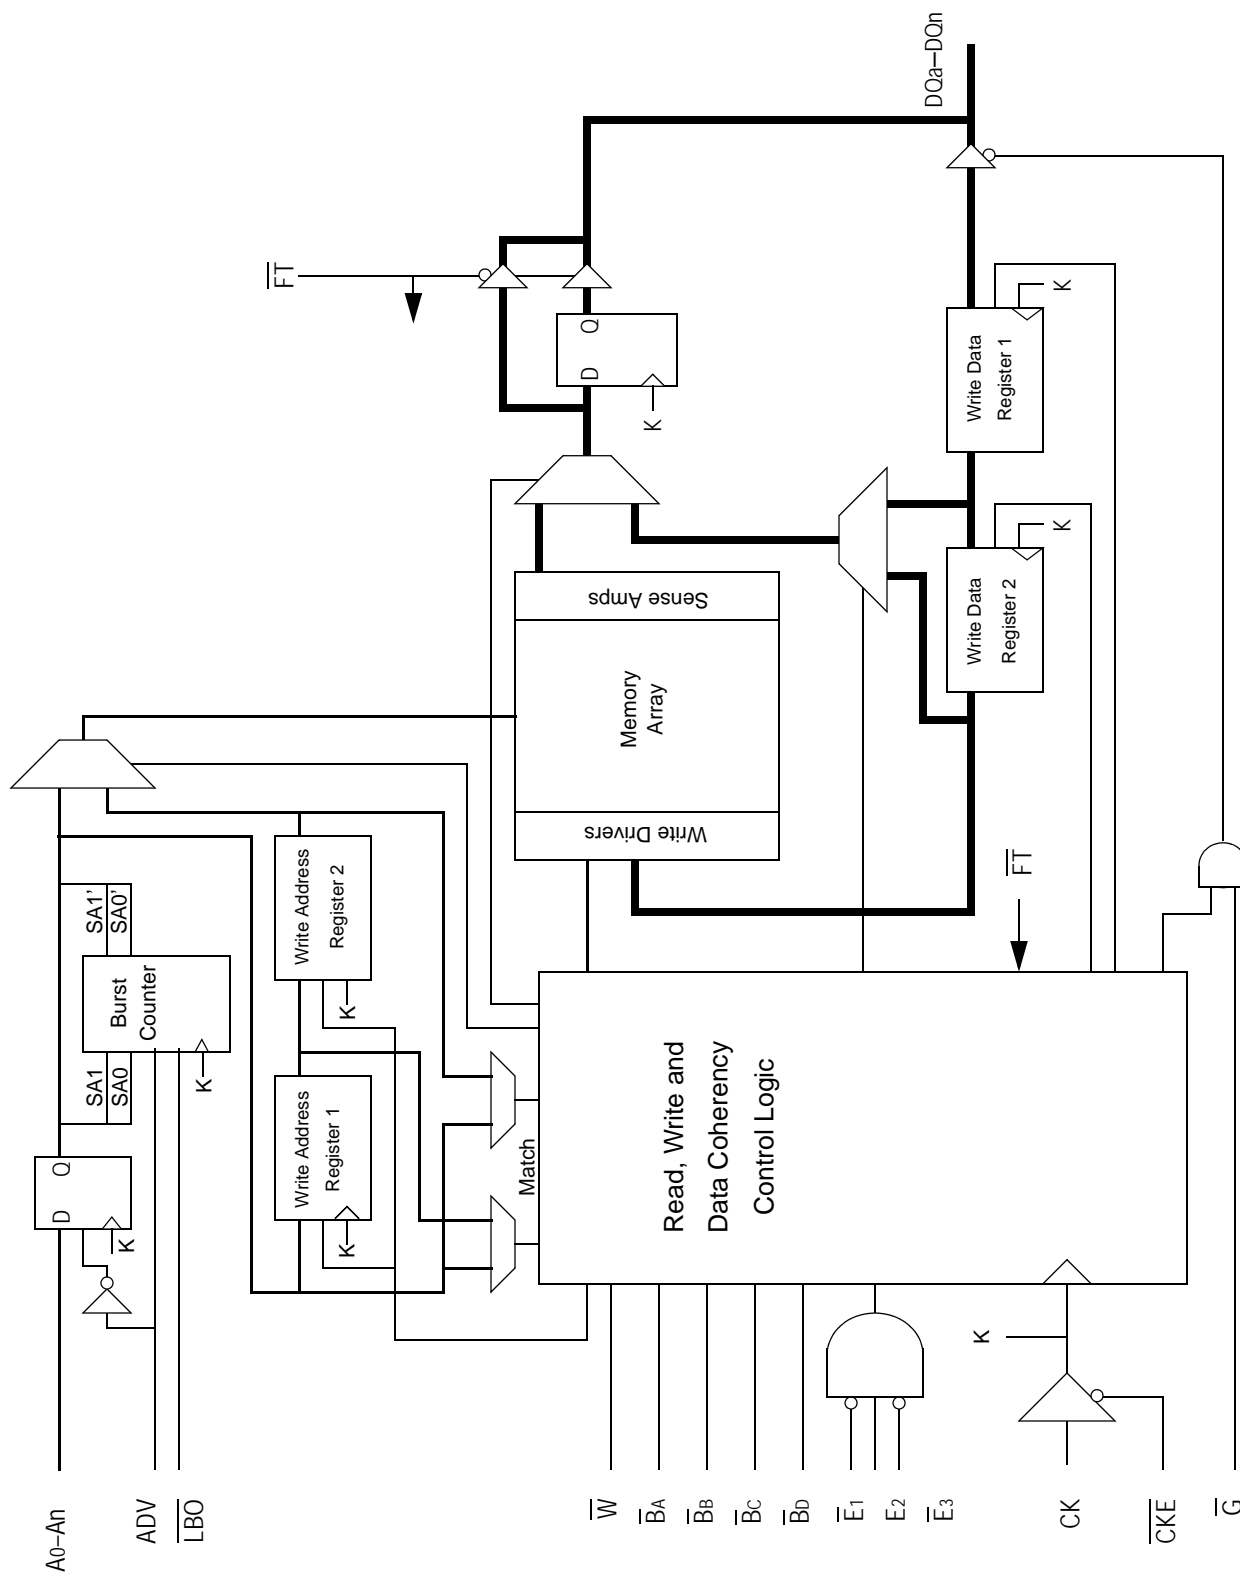 A0–An
D Q
K
SA1
SA0
SA1’
SA0’
Burst
Counter
K
ADV
LBO
Write Address
Register 1
K
Write Address
Register 2
K
Match
FT
W
BA
BB
BC
BD
E1
E2
E3
Read, Write and
Data Coherency
Control Logic
Write Drivers
Memory
Array
Sense Amps
D Q
K
Write Data
Register 2
K
Write Data
Register 1
K
DQa–DQn
FT
K
CK
CKE
G